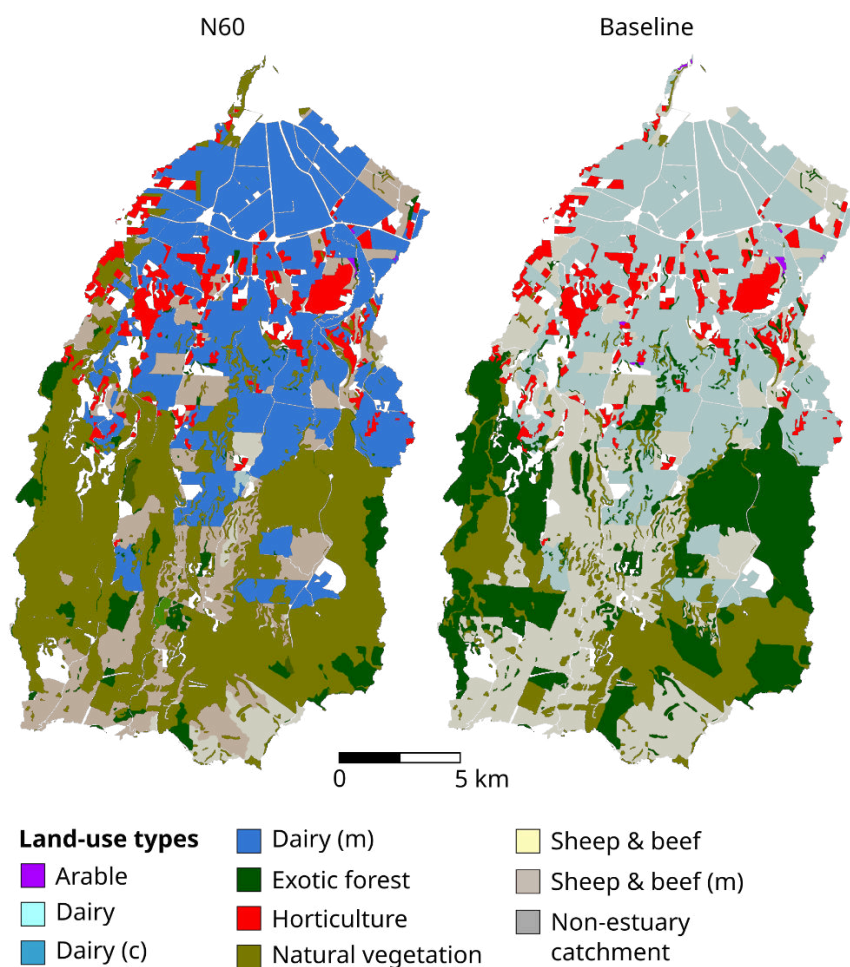 N60
Baseline
0
5 km
Land-use types
Arable
Dairy
Dairy (c)
Dairy (m)
Exotic forest
Horticulture
Natural vegetation
Sheep & beef
Sheep & beef (m)
Non-estuary
catchment